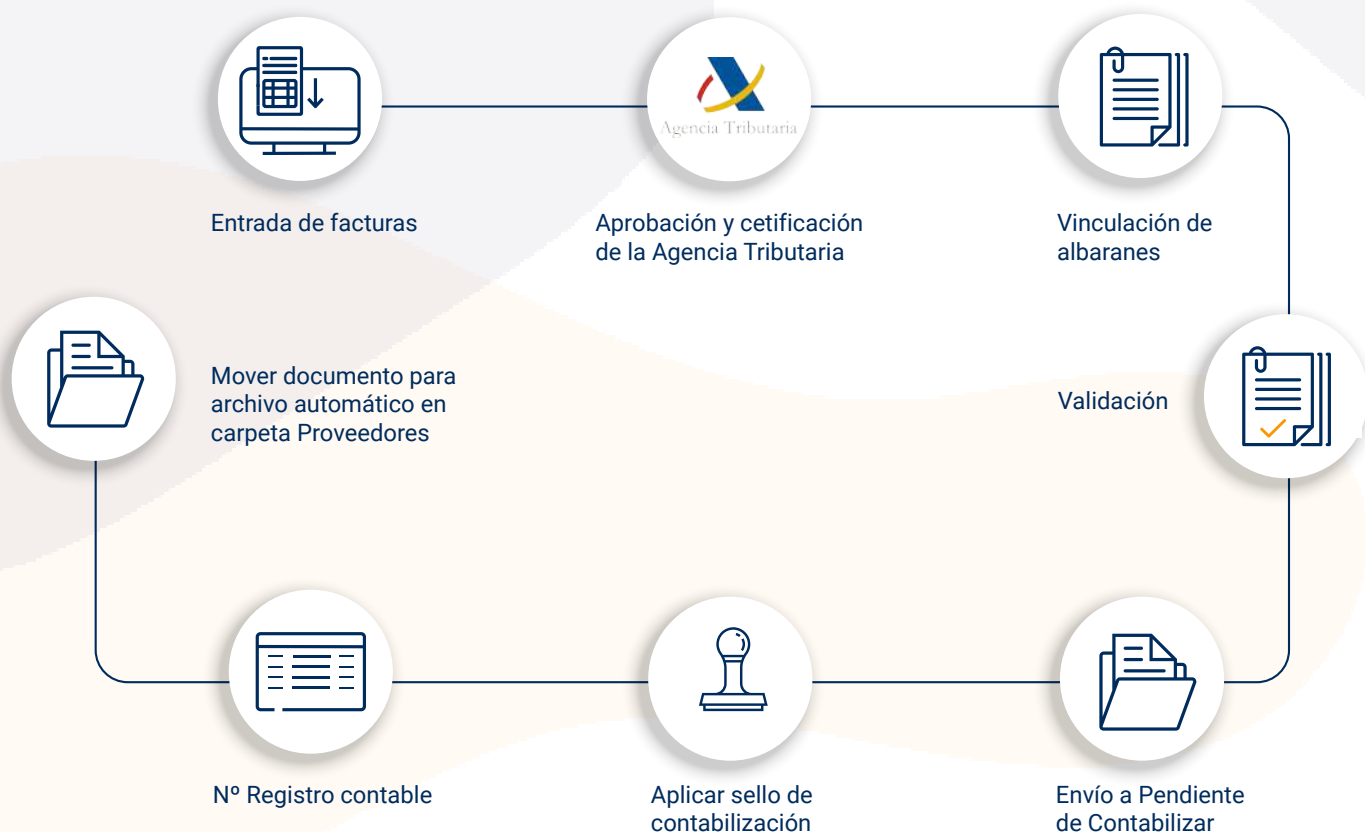 Agencia Tributaria
Entrada de facturas
Aprobación y cetificación
de la Agencia Tributaria
Vinculación de
albaranes
Mover documento para
archivo automático en
carpeta Proveedores
Validación
Nº Registro contable
Aplicar sello de
contabilización
Envío a Pendiente
de Contabilizar